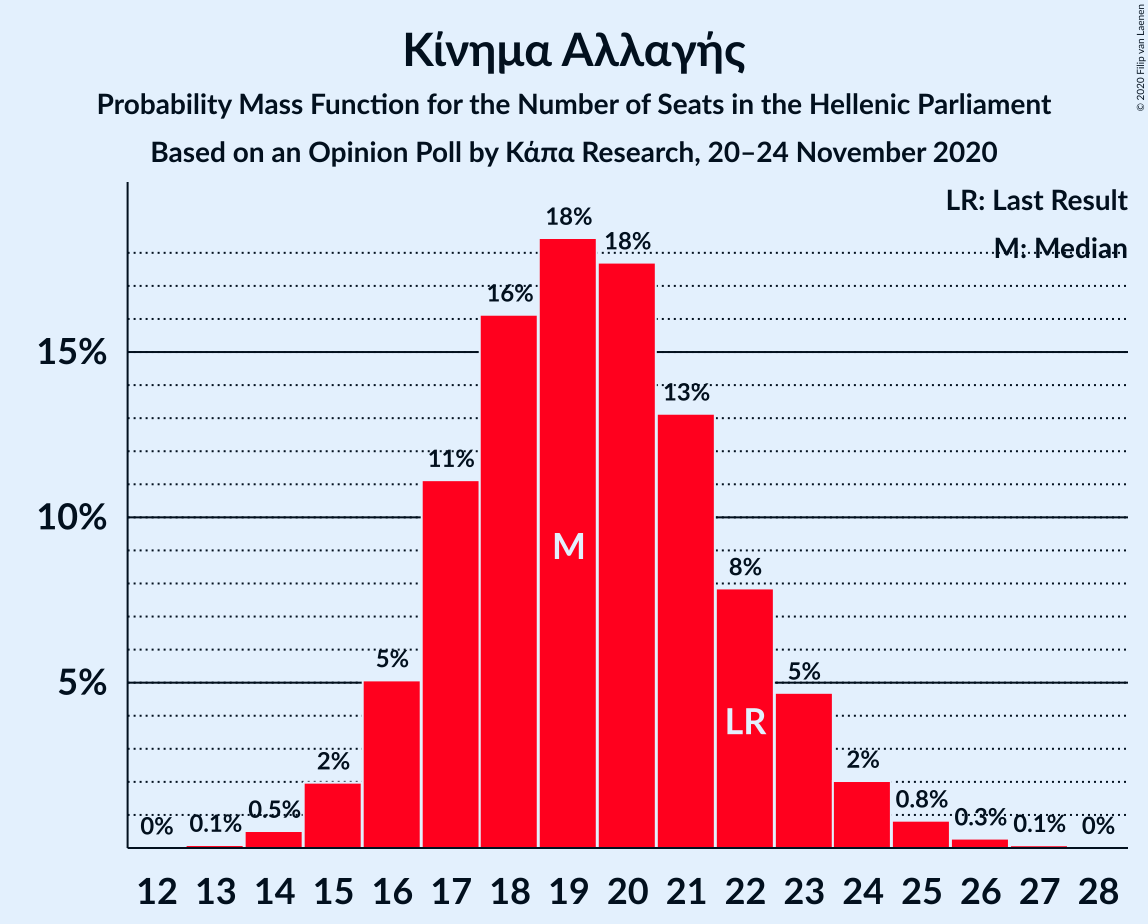 Κίνημα Αλλαγής
Probability Mass Function for the Number of Seats in the Hellenic Parliament
Based on an Opinion Poll by Κάπα Research, 20–24 November 2020
© 2020 Filip van Laenen
LR: Last Result
M: Median
15%
10%
5%
0%
0.1%
0.5%
2%
5%
11%
16%
18%
18%
13%
8%
5%
2%
0.8%
0.3%
0.1%
0%
M
LR
12 13 14 15 16 17 18 19 20 21 22 23 24 25 26 27 28